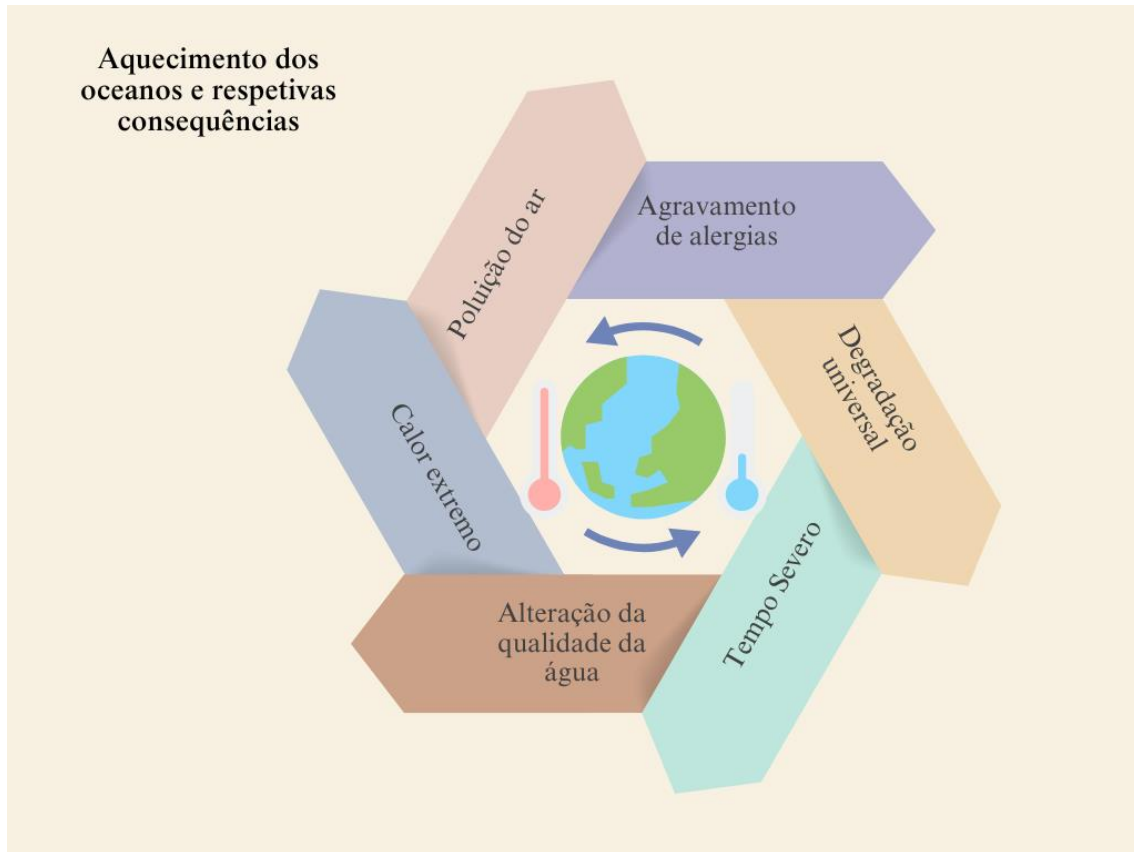 Aquecimento dos
oceanos e respetivas
consequências
Poluição do ar
Agravamento
de alergias
Degradação
universal
Tempo Severo
Alteração da
qualidade da
água
Calor extremo